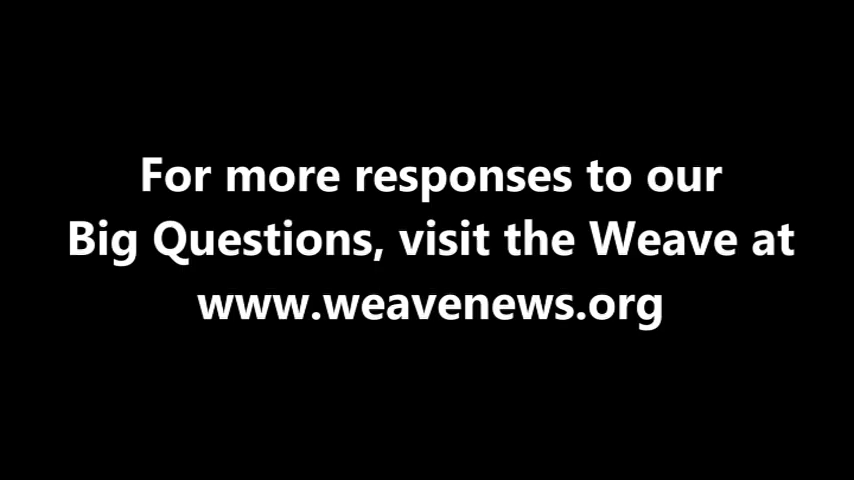 For more responses to our
Big Questions, visit the Weave at
www.weavenews.org